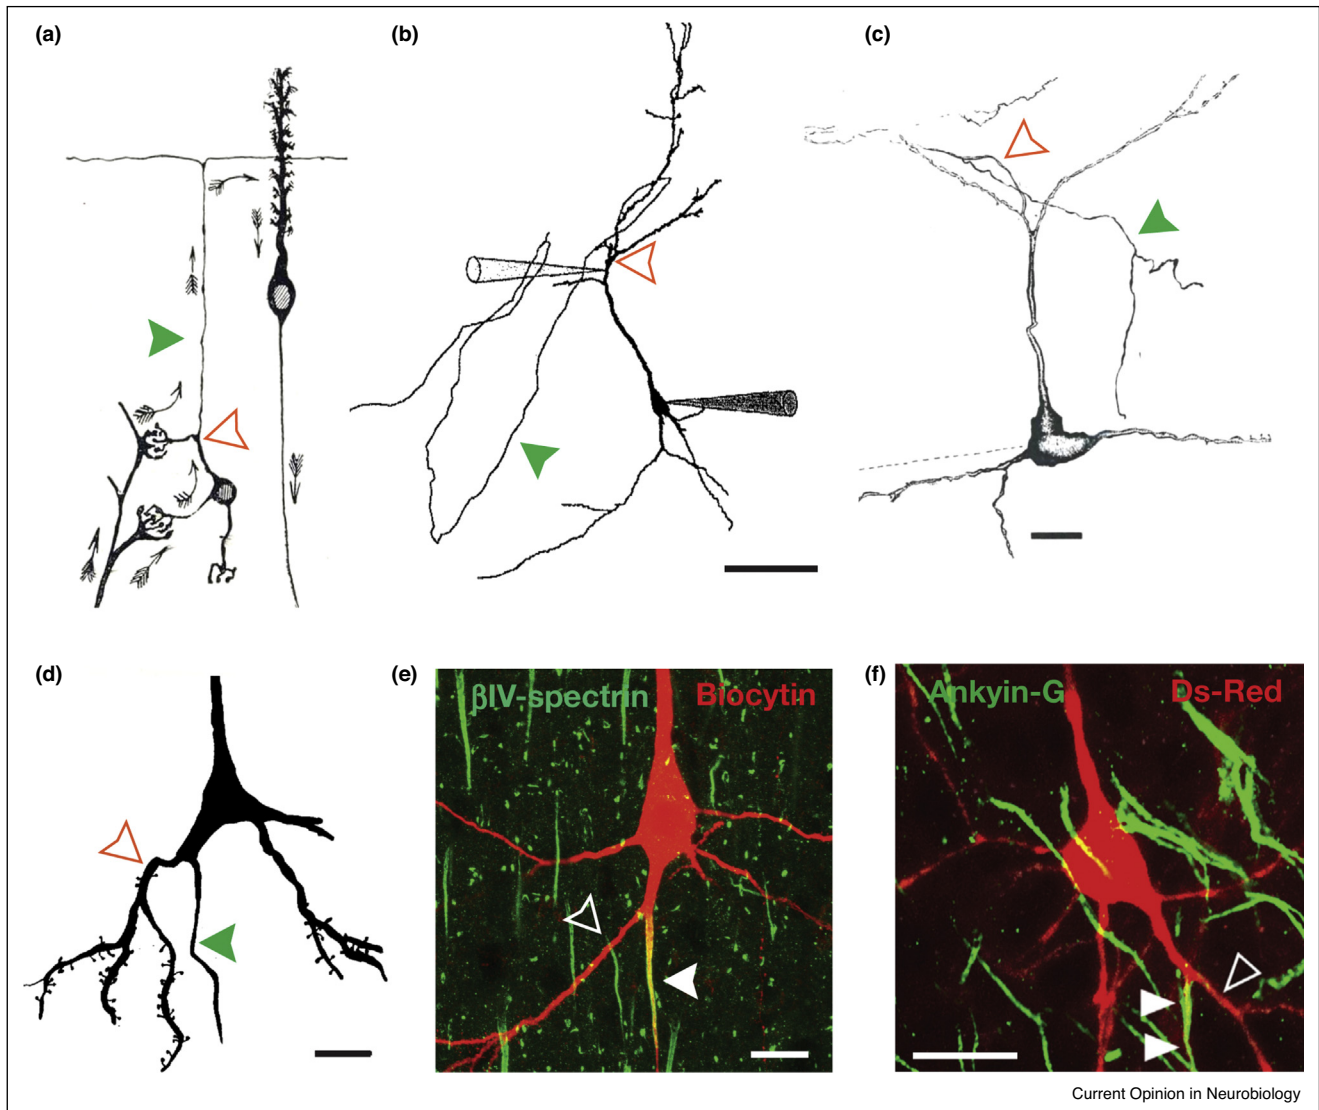 (a)
(b)
(c)
(d)
(e)
βIV-spectrin
Biocytin
(f)
Ankyin-G
Ds-Red
Current Opinion in Neurobiology